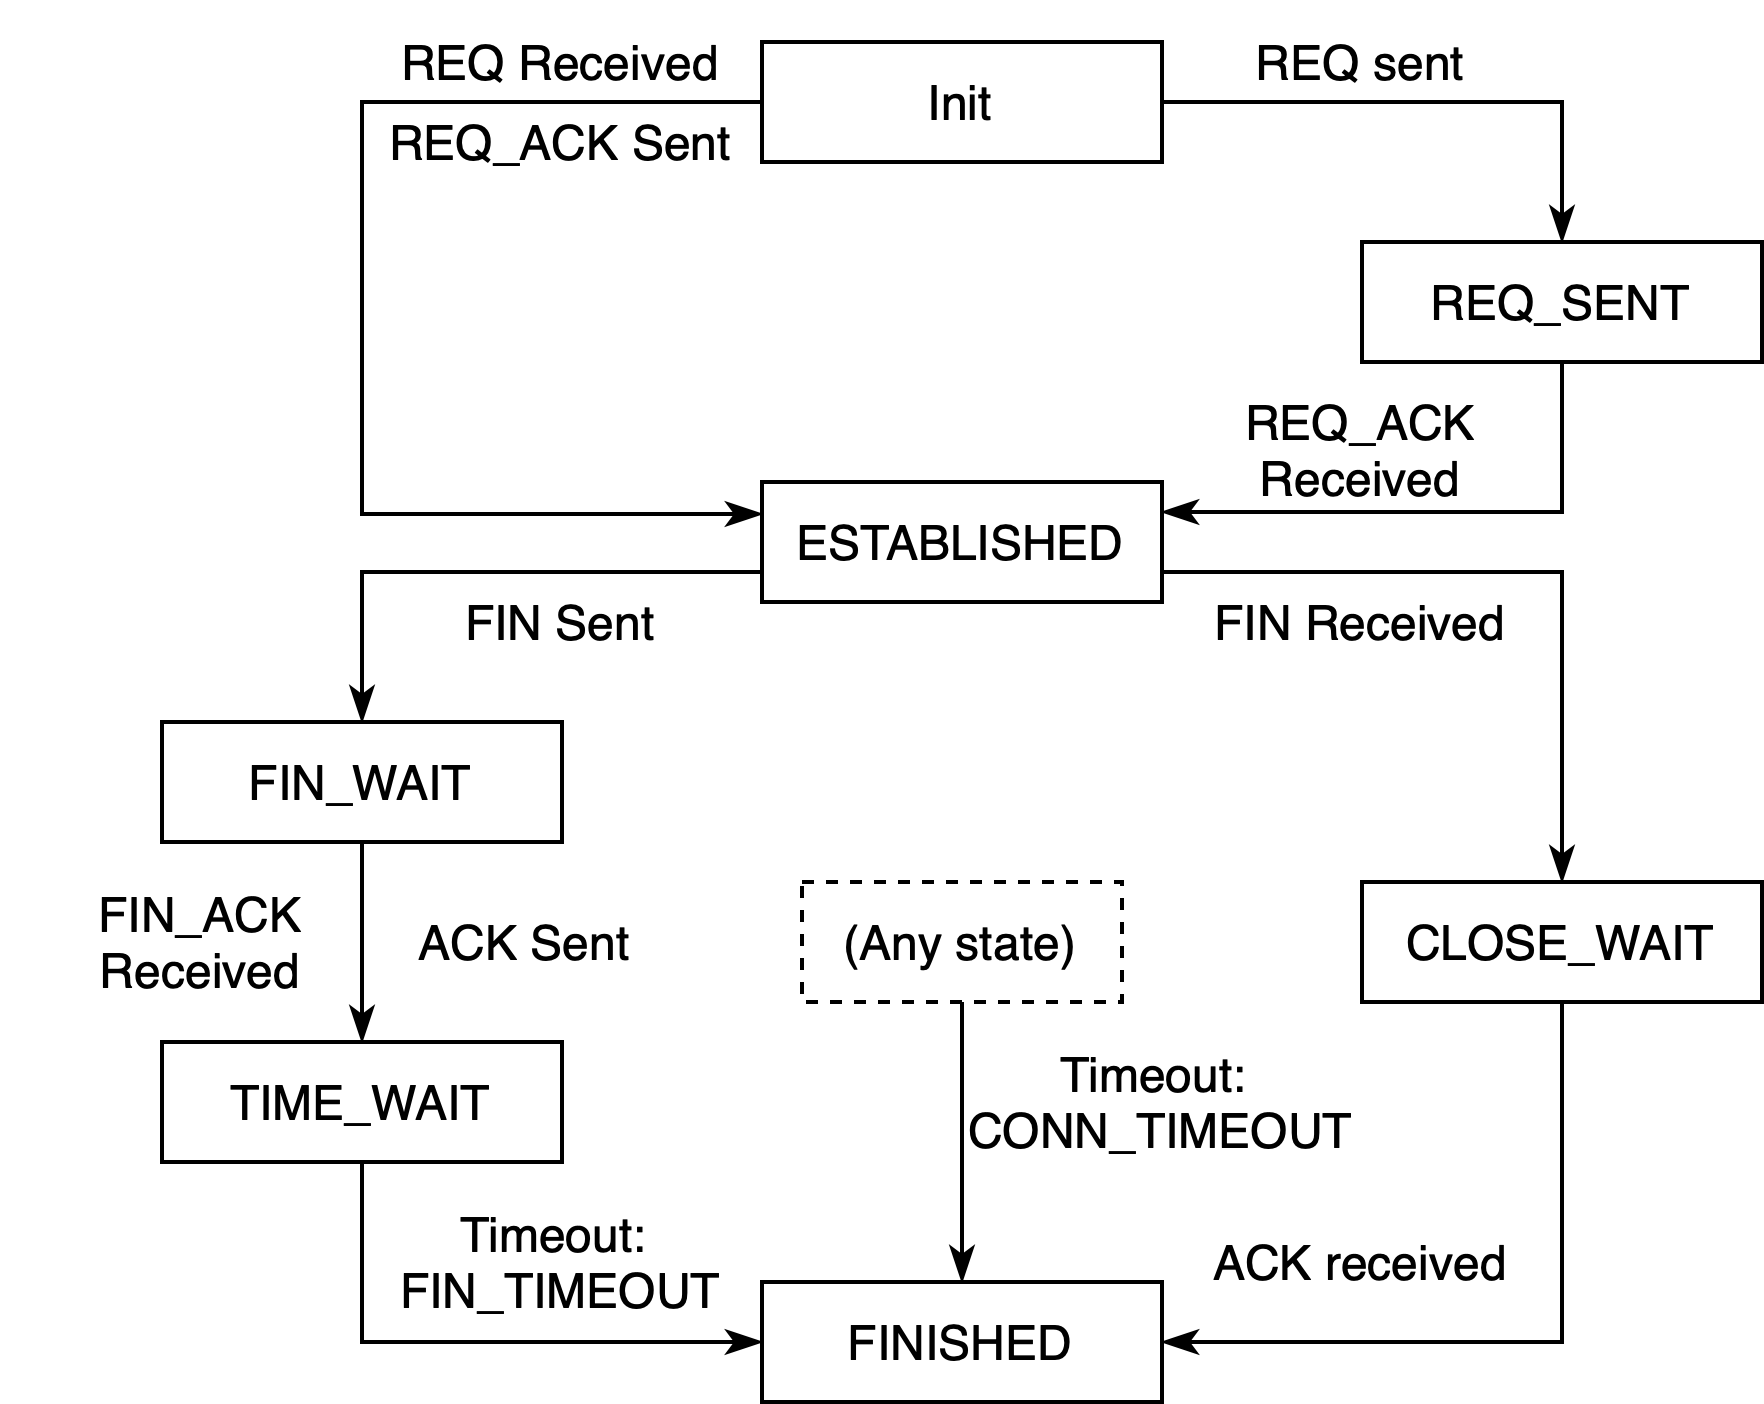 REQ Received
Init
REQ sent
REQ_ACK Sent
REQ_SENT
REQ_ACK
Received
ESTABLISHED
FIN Sent
FIN Received
FIN_WAIT
FIN_ACK
Received
ACK Sent
(Any state)
CLOSE_WAIT
TIME_WAIT
Timeout:
CONN_TIMEOUT
Timeout:
FIN_TIMEOUT
ACK received
FINISHED